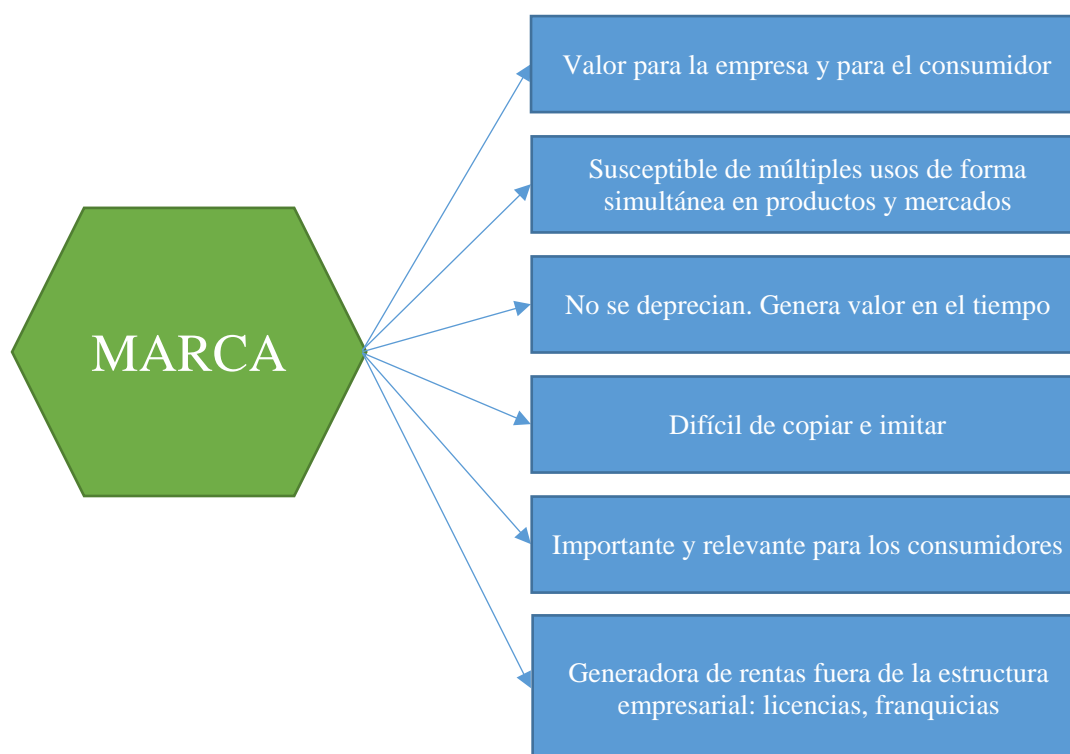 MARCA
Valor para la empresa y para el consumidor
Susceptible de múltiples usos de forma
simultánea en productos y mercados
No se deprecian. Genera valor en el tiempo
Difícil de copiar e imitar
Importante y relevante para los consumidores
Generadora de rentas fuera de la estructura
empresarial: licencias, franquicias